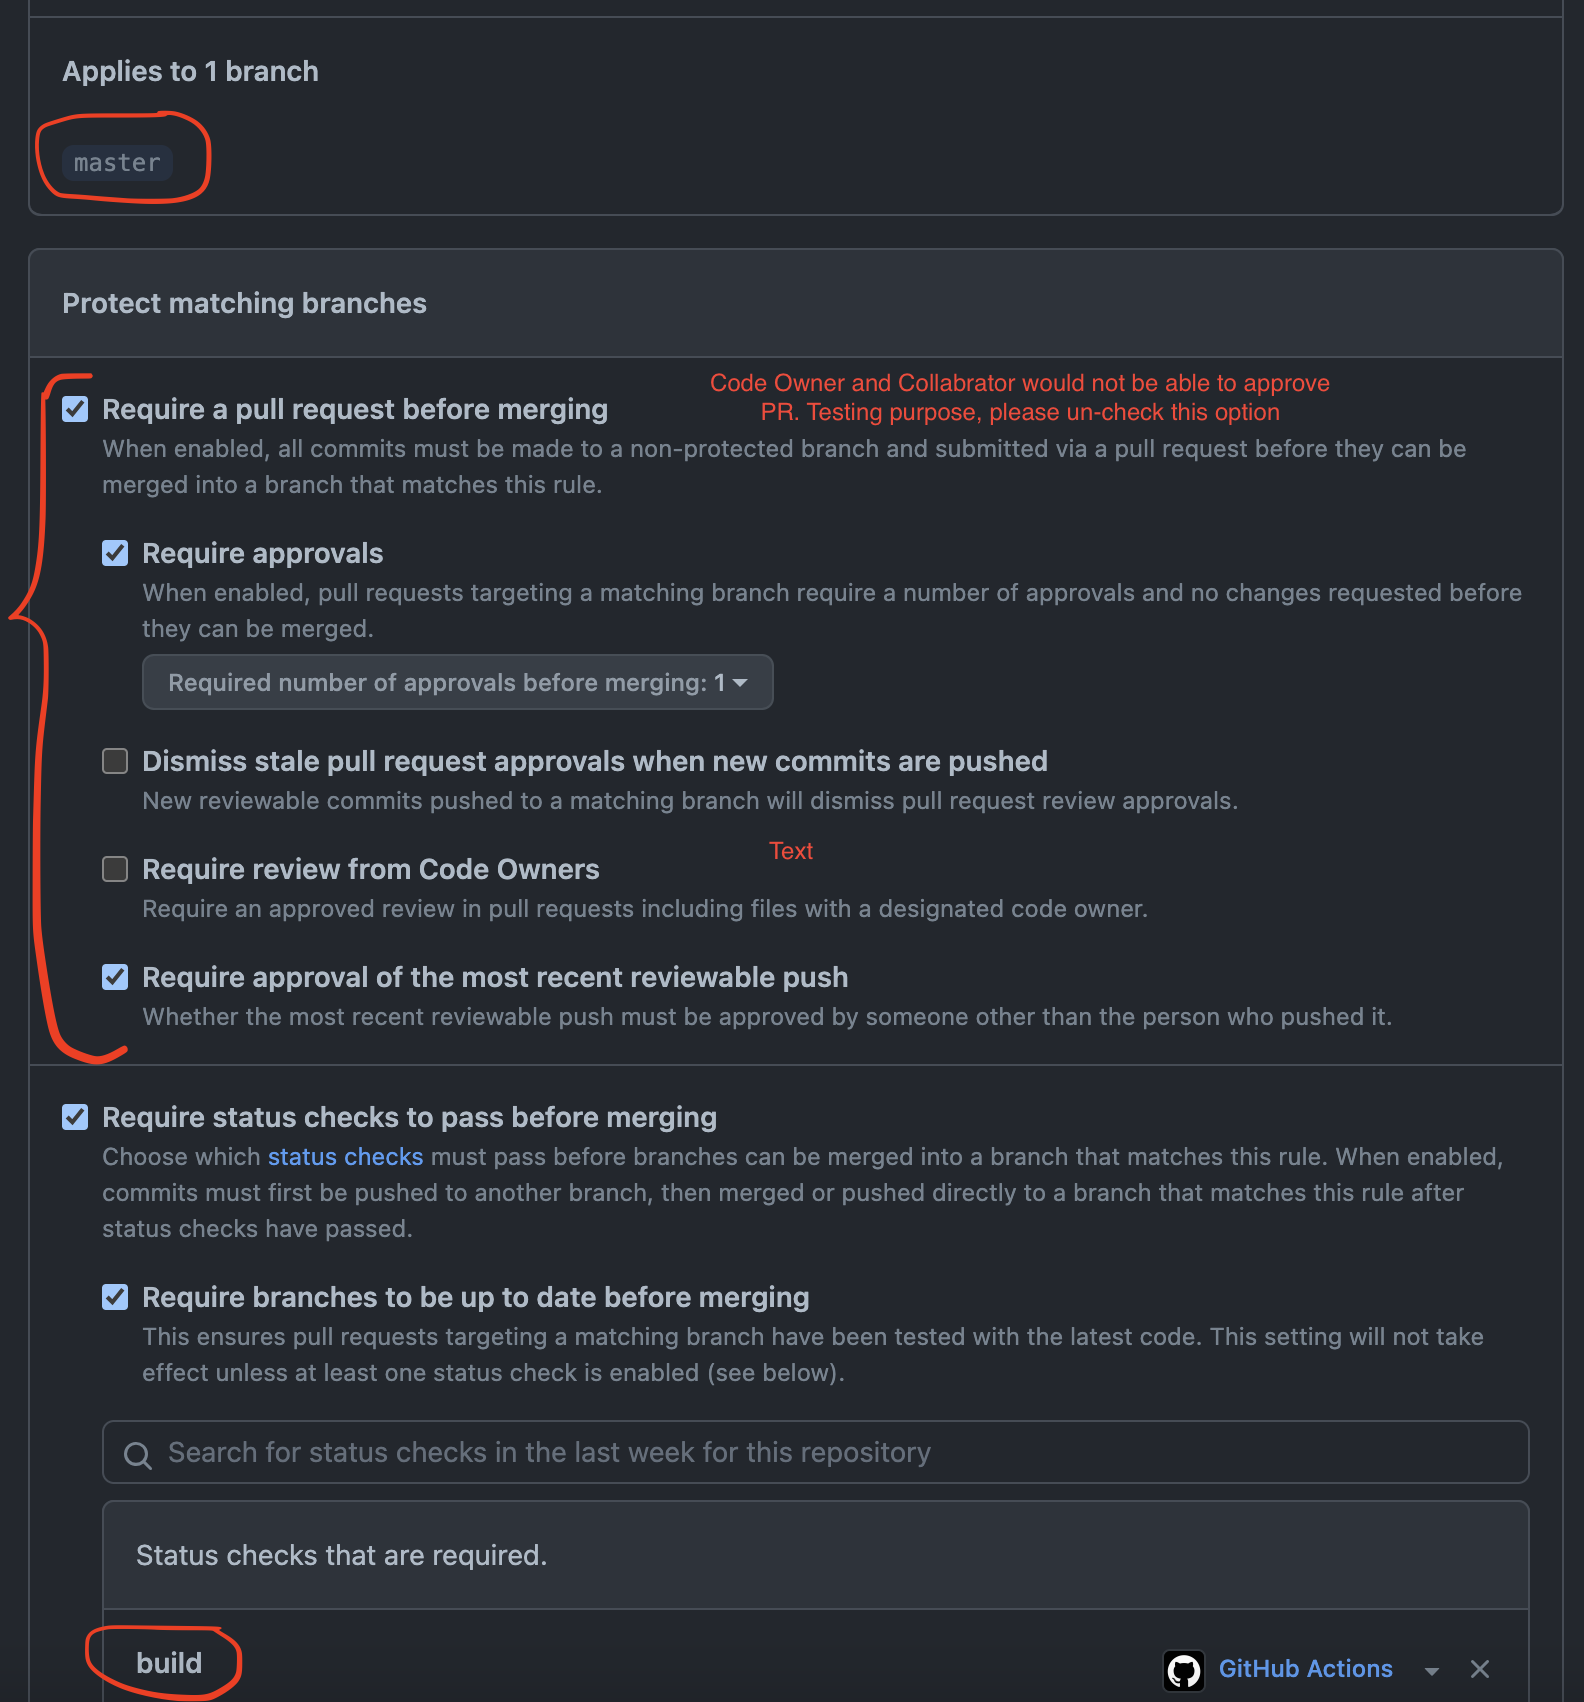 Applies to 1 branch
master
Protect matching branches
Code Owner and Collabrator would not be able to approve
PR. Testing purpose, please un-check this option
Require a pull request before merging
When enabled, all commits must be made to a non-protected branch and submitted via a pull request before they can be
merged into a branch that matches this rule.
Require approvals
When enabled, pull requests targeting a matching branch require a number of approvals and no changes requested before
they can be merged.
Required number of approvals before merging: 1
Dismiss stale pull request approvals when new commits are pushed
New reviewable commits pushed to a matching branch will dismiss pull request review approvals.
Text
Require review from Code Owners
Require an approved review in pull requests including files with a designated code owner.
Require approval of the most recent reviewable push
Whether the most recent reviewable push must be approved by someone other than the person who pushed it.
Require status checks to pass before merging
Choose which status checks must pass before branches can be merged into a branch that matches this rule. When enabled,
commits must first be pushed to another branch, then merged or pushed directly to a branch that matches this rule after
status checks have passed.
Require branches to be up to date before merging
This ensures pull requests targeting a matching branch have been tested with the latest code. This setting will not take
effect unless at least one status check is enabled (see below).
Search for status checks in the last week for this repository
Status checks that are required.
build
GitHub Actions